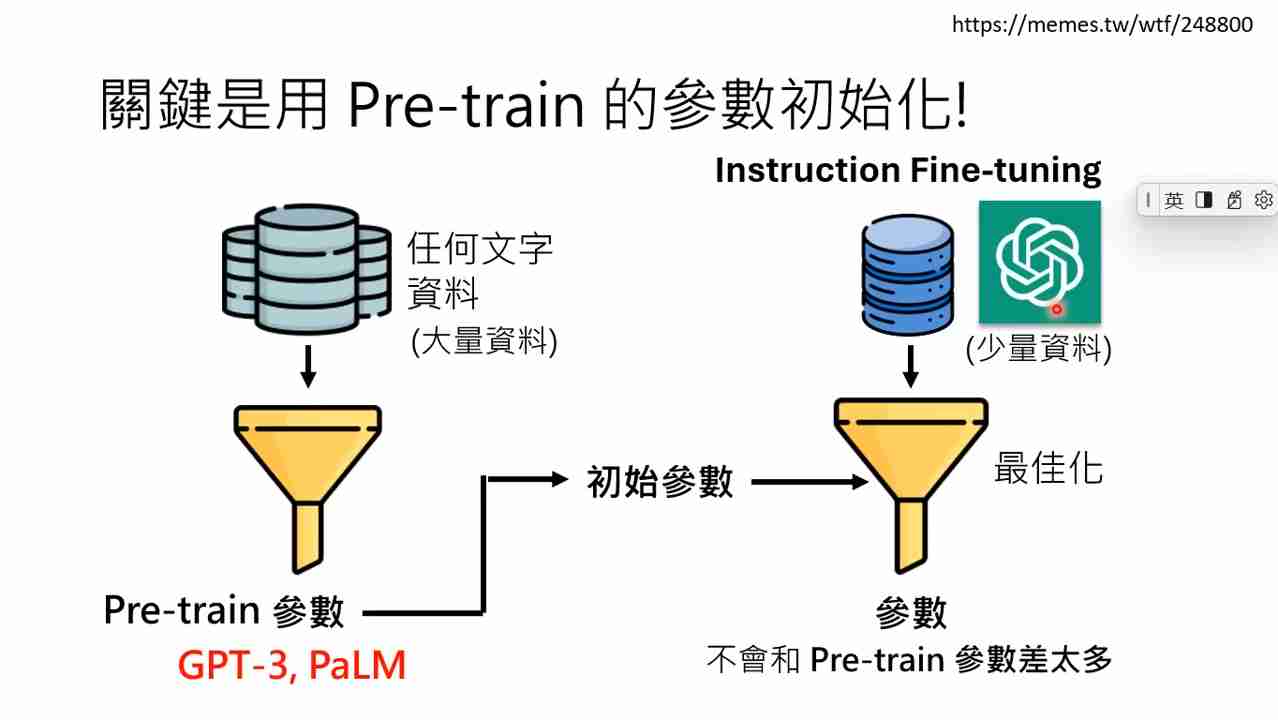 https://memes.tw/wtf/248800
關鍵是用 Pre-train 的參數初始化!
Instruction Fine-tuning
英
任何文字
資料
(大量資料)
(少量資料)
初始參數
最佳化
Pre-train 參數
GPT-3, PaLM
參數
不會和 Pre-train 參數差太多